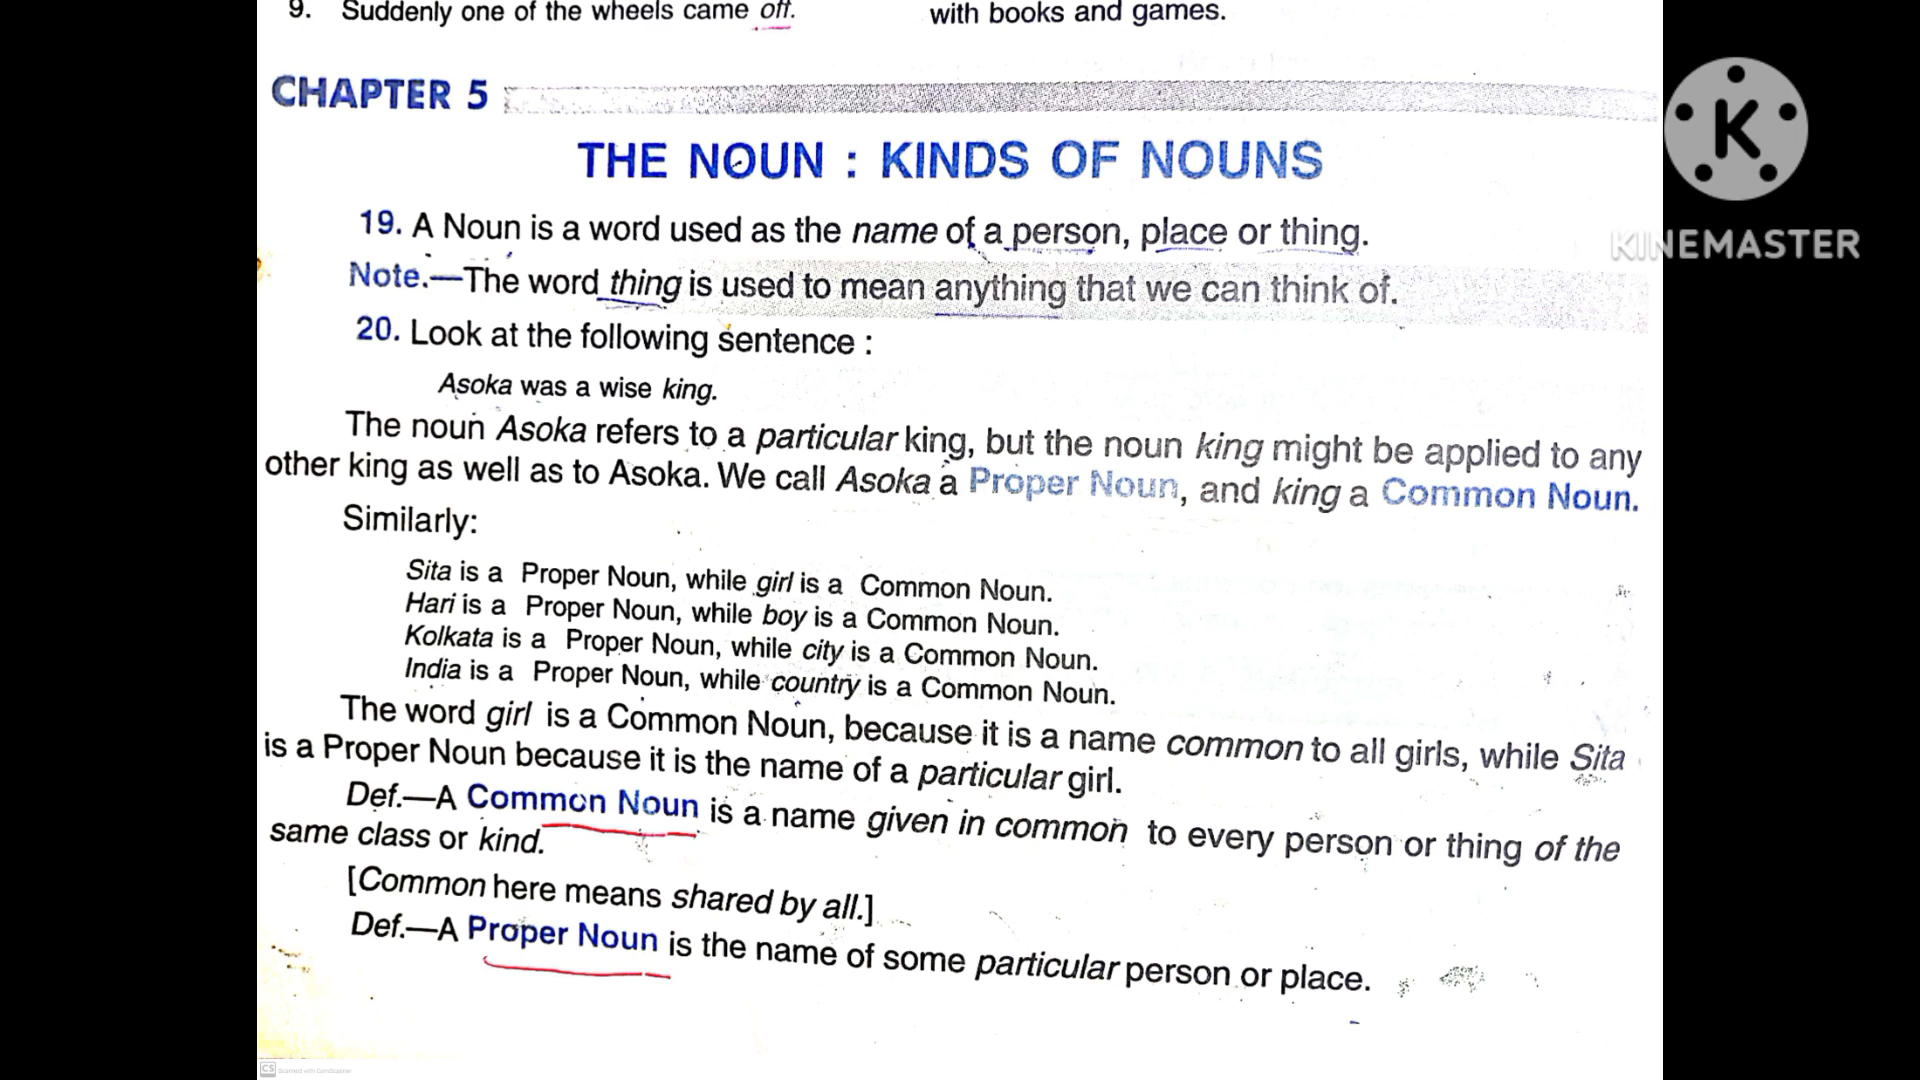 9. Suddenly one of the wheels came off.
with books and games.
CHAPTER 5
THE NOUN : KINDS OF NOUNS
19. A Noun is a word used as the name of a person, place or thing.
Note.—The word thing is used to mean anything that we can think of.
20. Look at the following sentence :
Asoka was a wise king.
The noun Asoka refers to a particular king, but the noun king might be applied to any
other king as well as to Asoka. We call Asoka a Proper Noun, and king a Common Noun.
Similarly:
Sita is a Proper Noun, while girl is a Common Noun.
Hari is a Proper Noun, while boy is a Common Noun.
Kolkata is a Proper Noun, while city is a Common Noun.
India is a Proper Noun, while country is a Common Noun.
The word girl is a Common Noun, because it is a name common to all girls, while Sita
is a Proper Noun because it is the name of a particular girl.
Def.—A Common Noun is a name given in common to every person or thing of the
same class or kind.
[Common here means shared by all.]
Def.—A Proper Noun is the name of some particular person or place.
K
KINEMASTER
CS Scanned with CamScanner